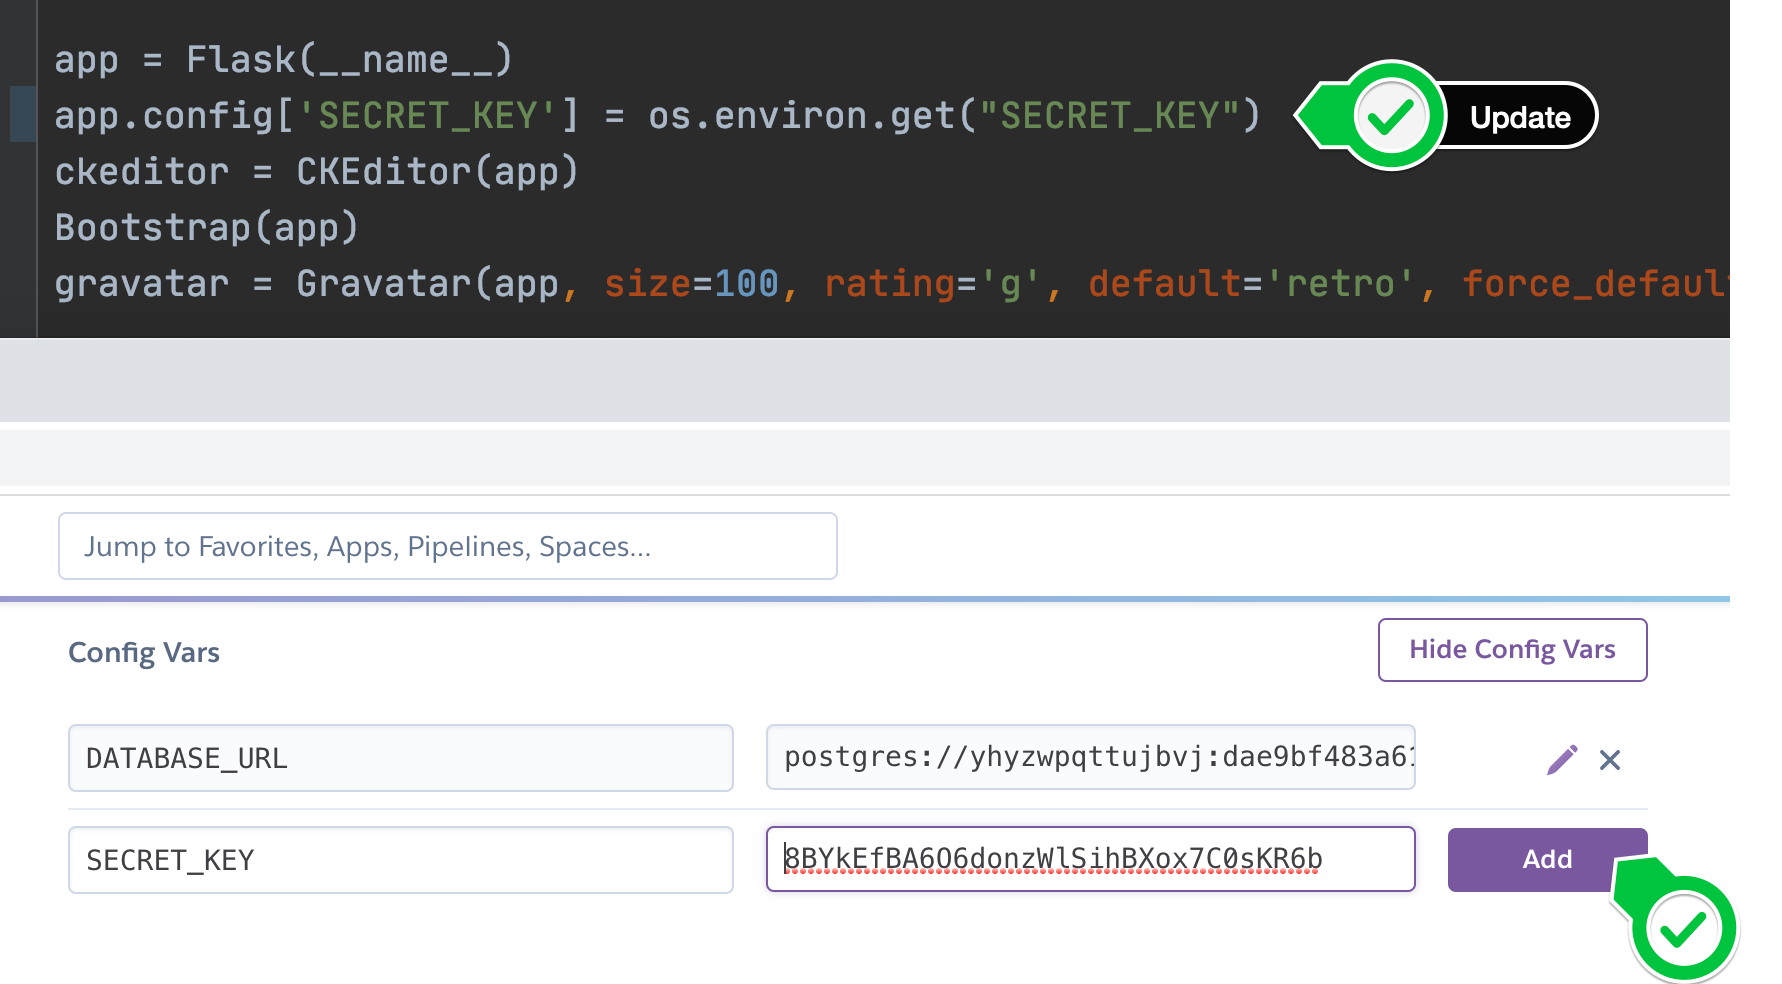 app = Flask(__name__)
app.config['SECRET_KEY'] = os.environ.get("SECRET_KEY")
Update
ckeditor = CKEditor(app)
Bootstrap(app)
gravatar = Gravatar(app, size=100, rating='g', default='retro', force_defaul
Jump to Favorites, Apps, Pipelines, Spaces...
Config Vars
Hide Config Vars
DATABASE_URL
postgres://yhyzwpqttujbvj:dae9bf483a61
SECRET_KEY
8BYkEfBA6O6donzWlSihBXox7C0sKR6b
Add